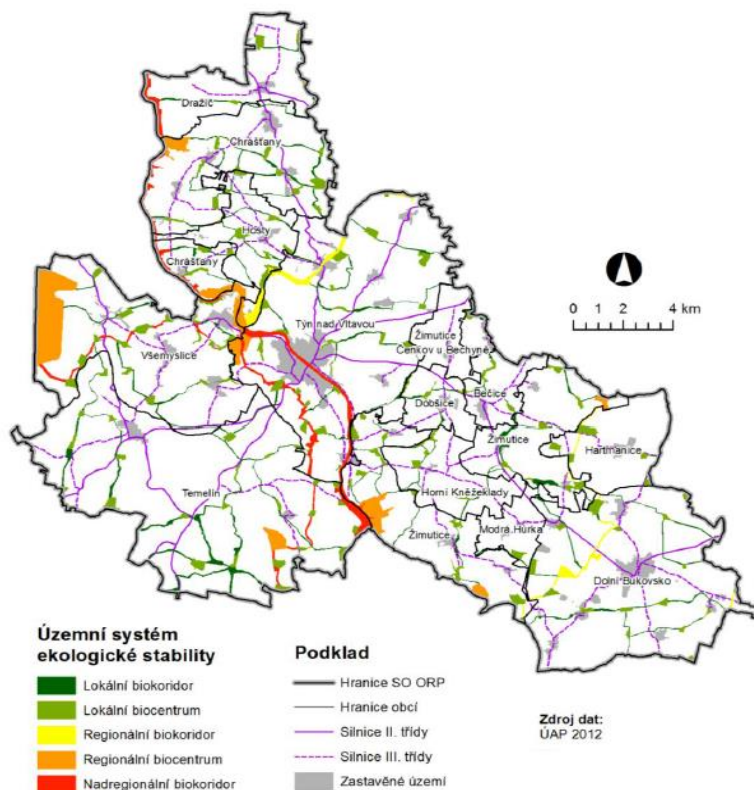 Dražíč
Chrášťany
Hosty
Chrášťany
0 2 4 km
Týn nad Vltavou
Všemyslice
Žimutice
Čenkov u Bechyně
Bečice
Dobšice
Žimutice
Hartmanice
Temelín
Horní Kněžeklady
Žimutice
Modrá Hůrka
Dolní Bukovsko
Územní systém
ekologické stability
Lokální biokoridor
Lokální biocentrum
Regionální biokoridor
Regionální biocentrum
Nadregionální biokoridor
Podklad
Hranice SO ORP
Hranice obcí
Silnice II. třídy
Silnice III. třídy
Zastavěné území
Zdroj dat:
ÚAP 2012